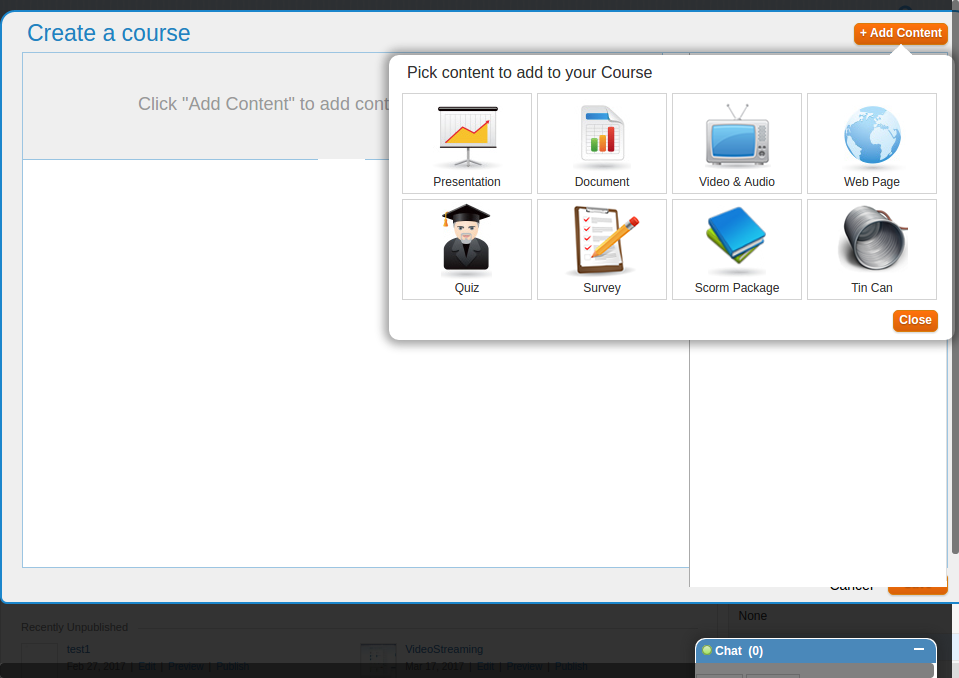 Create a course
+ Add Content
Pick content to add to your Course
Click "Add Content" to add cont
Presentation
Document
Video & Audio
Web Page
Quiz
Survey
Scorm Package
Tin Can
Close
Cancel
None
Recently Unpublished
test1
VideoStreaming
Feb 27, 2017 | Edit | Preview | Publish
Mar 17, 2017 | Edit | Preview | Publish
Chat (0)